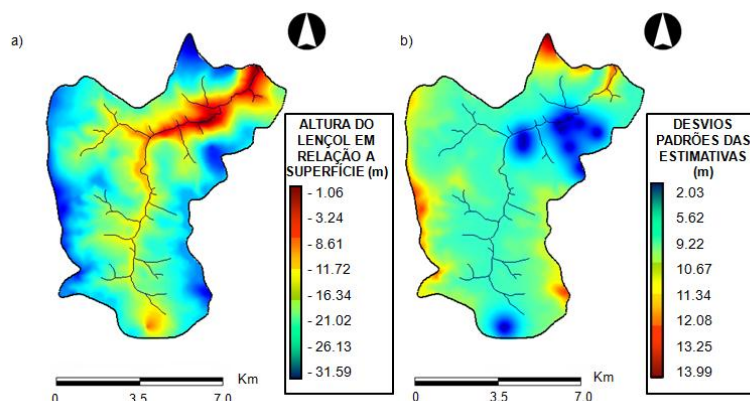 a)
ALTURA DO
LENÇOL EM
RELAÇÃO A
SUPERFÍCIE (m)
- 1.06
- 3.24
- 8.61
- 11.72
- 16.34
- 21.02
- 26.13
- 31.59
Km
0 3.5 7.0
b)
DESVIOS
PADRÕES DAS
ESTIMATIVAS
(m)
2.03
5.62
9.22
10.67
11.34
12.08
13.25
13.99
Km
0 3.5 7.0